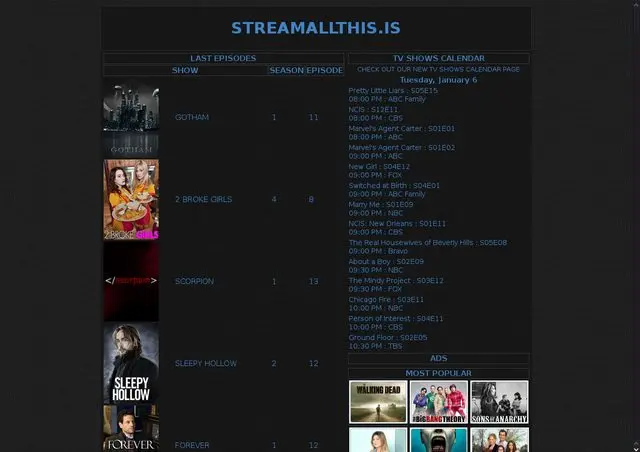 STREAMALLTHIS.IS
LAST EPISODES
SHOW SEASON EPISODE
GOTHAM
GOTHAM 1 11
2 BROKE GIRLS
2 BROKE GIRLS 4 8
</scorpion>
SCORPION 1 13
SLEEPY
HOLLOW
SLEEPY HOLLOW 2 12
FOREVER
FOREVER 1 12
TV SHOWS CALENDAR
CHECK OUT OUR NEW TV SHOWS CALENDAR PAGE
Tuesday, January 6
Pretty Little Liars : S05E15
08:00 PM : ABC Family
NCIS : S12E11
08:00 PM : CBS
Marvel's Agent Carter : S01E01
08:00 PM : ABC
Marvel's Agent Carter : S01E02
09:00 PM : ABC
New Girl : S04E12
09:00 PM : FOX
Switched at Birth : S04E01
09:00 PM : ABC Family
Marry Me : S01E09
09:00 PM : NBC
NCIS: New Orleans : S01E11
09:00 PM : CBS
The Real Housewives of Beverly Hills : S05E08
09:00 PM : Bravo
About a Boy : S02E09
09:30 PM : NBC
The Mindy Project : S03E12
09:30 PM : FOX
Chicago Fire : S03E11
10:00 PM : NBC
Person of Interest : S04E11
10:00 PM : CBS
Ground Floor : S02E05
10:30 PM : TBS
ADS
MOST POPULAR
WALKING DEAD
BIGBANG THEORY
SONS OF ANARCHY